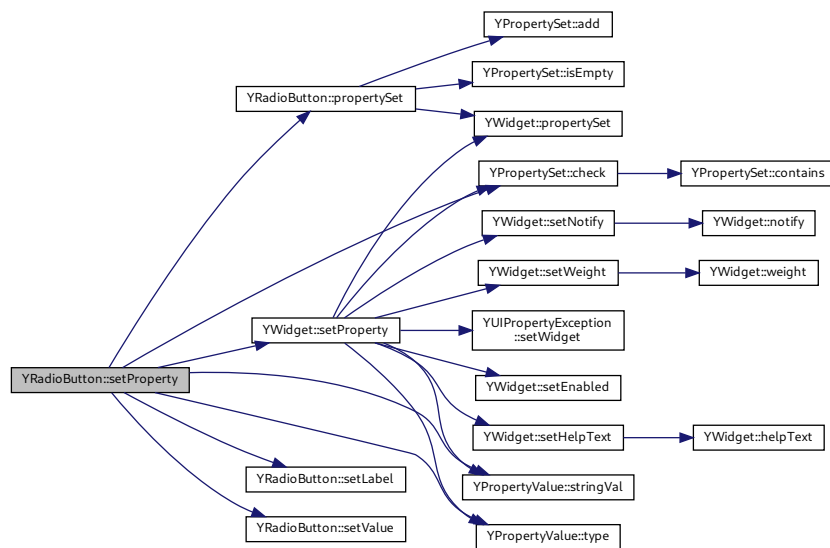 YPropertySet::add
YPropertySet::isEmpty
YRadioButton::propertySet
YWidget::propertySet
YPropertySet::check
YPropertySet::contains
YWidget::setNotify
YWidget::notify
YWidget::setWeight
YWidget::weight
YWidget::setProperty
YUIPropertyException
::setWidget
YRadioButton::setProperty
YWidget::setEnabled
YWidget::setHelpText
YWidget::helpText
YRadioButton::setLabel
YPropertyValue::stringVal
YRadioButton::setValue
YPropertyValue::type